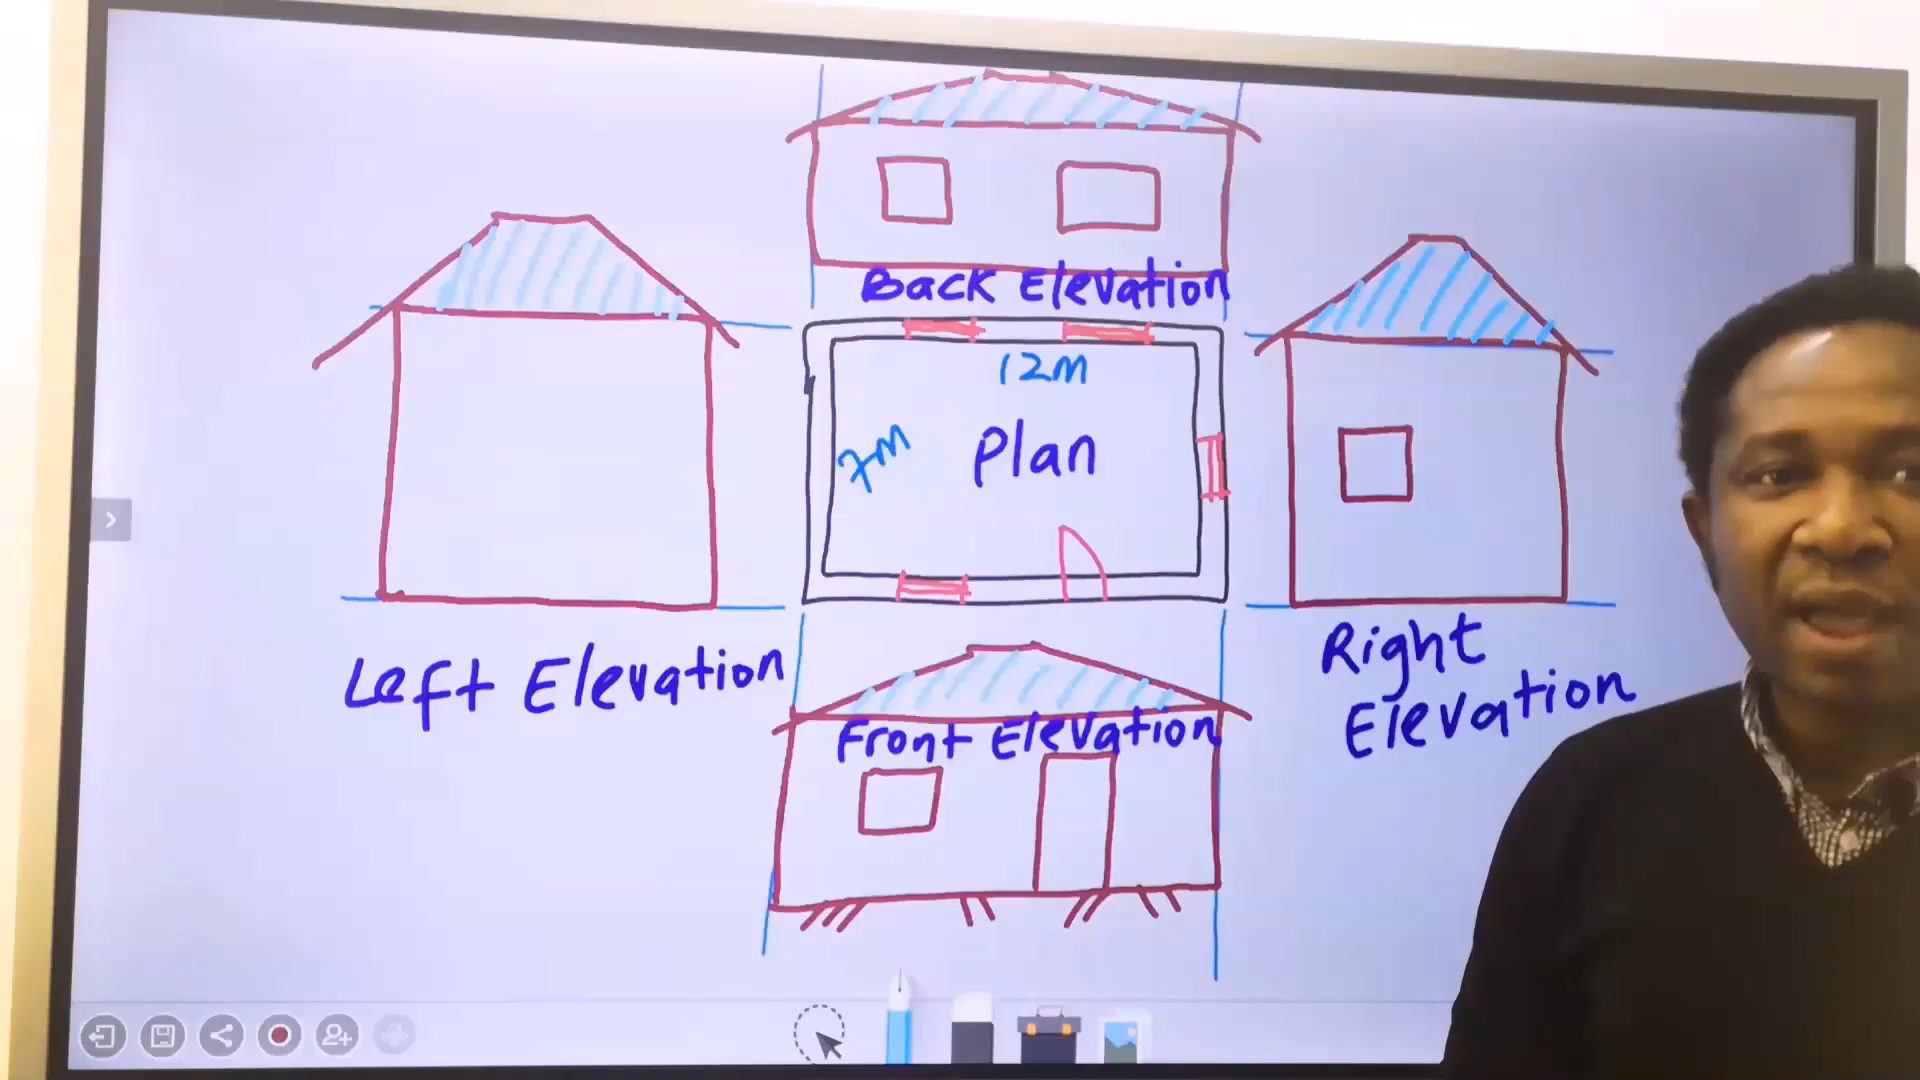 Back Elevation
12m
7m
Plan
Left Elevation
Right
Elevation
Front Elevation